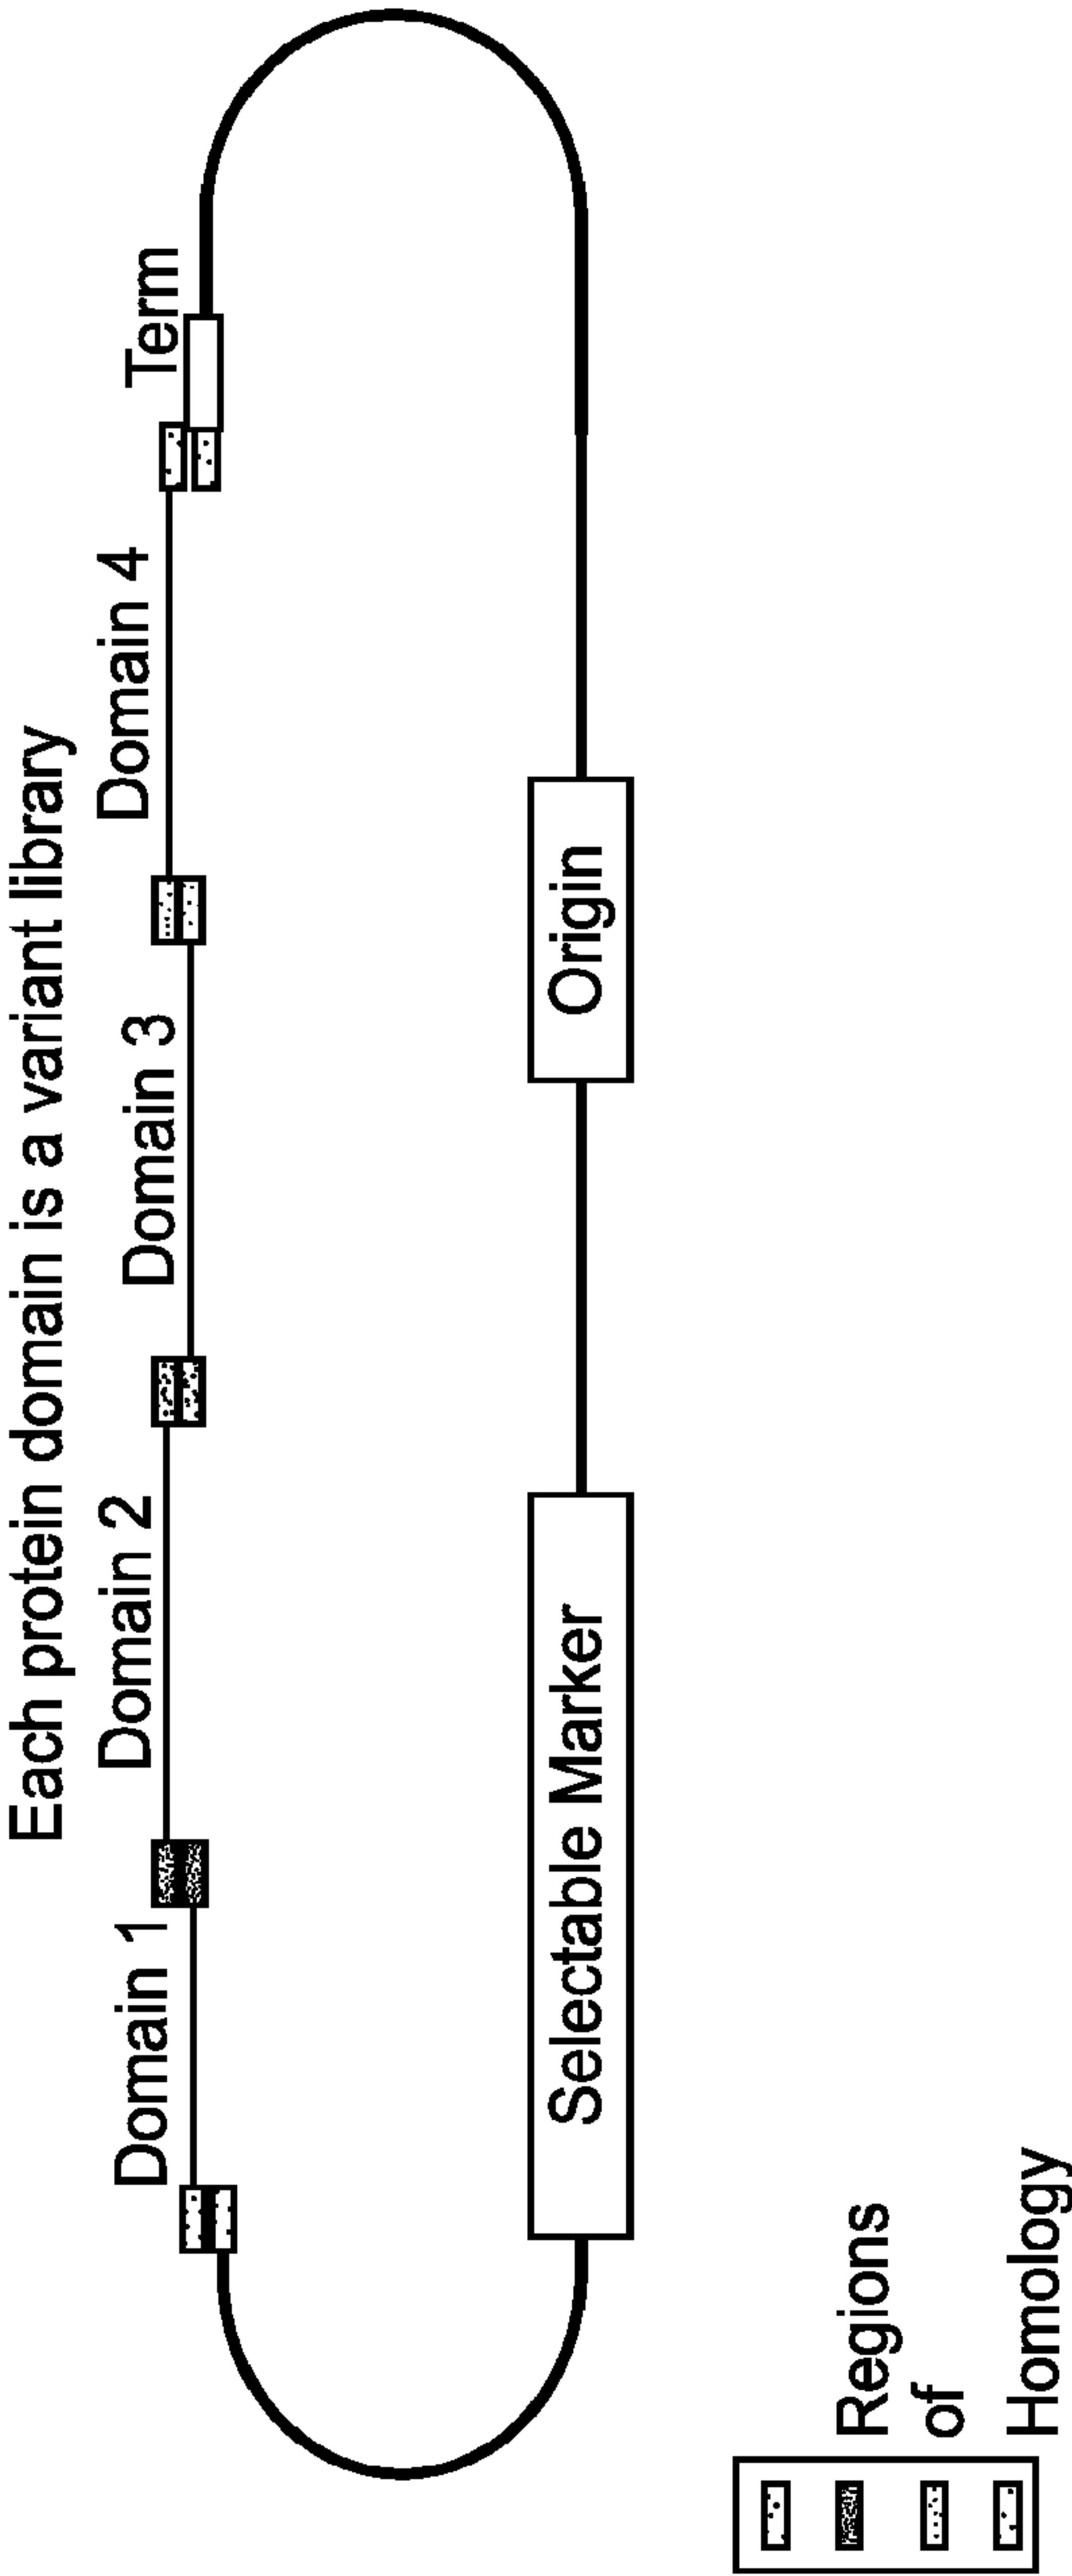 Each protein domain is a variant library
Domain 1
Domain 2
Domain 3
Domain 4
Term
Selectable Marker
Origin
Regions
of
Homology